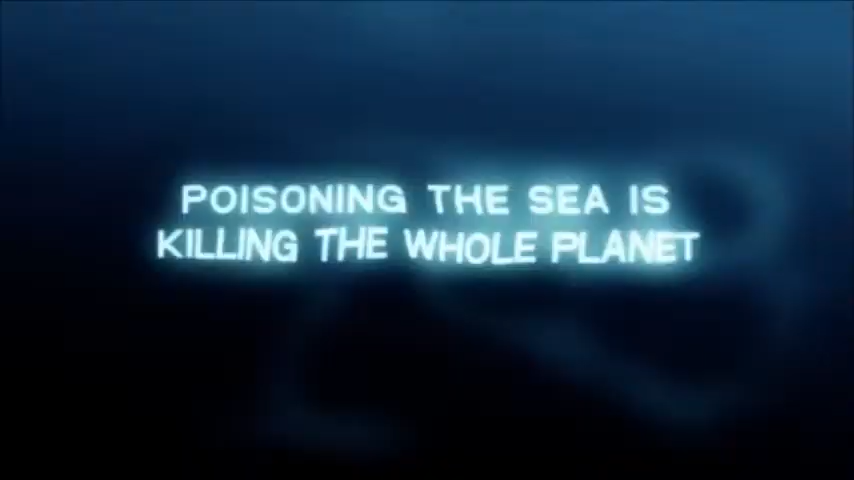 POISONING THE SEA IS
KILLING THE WHOLE PLANET